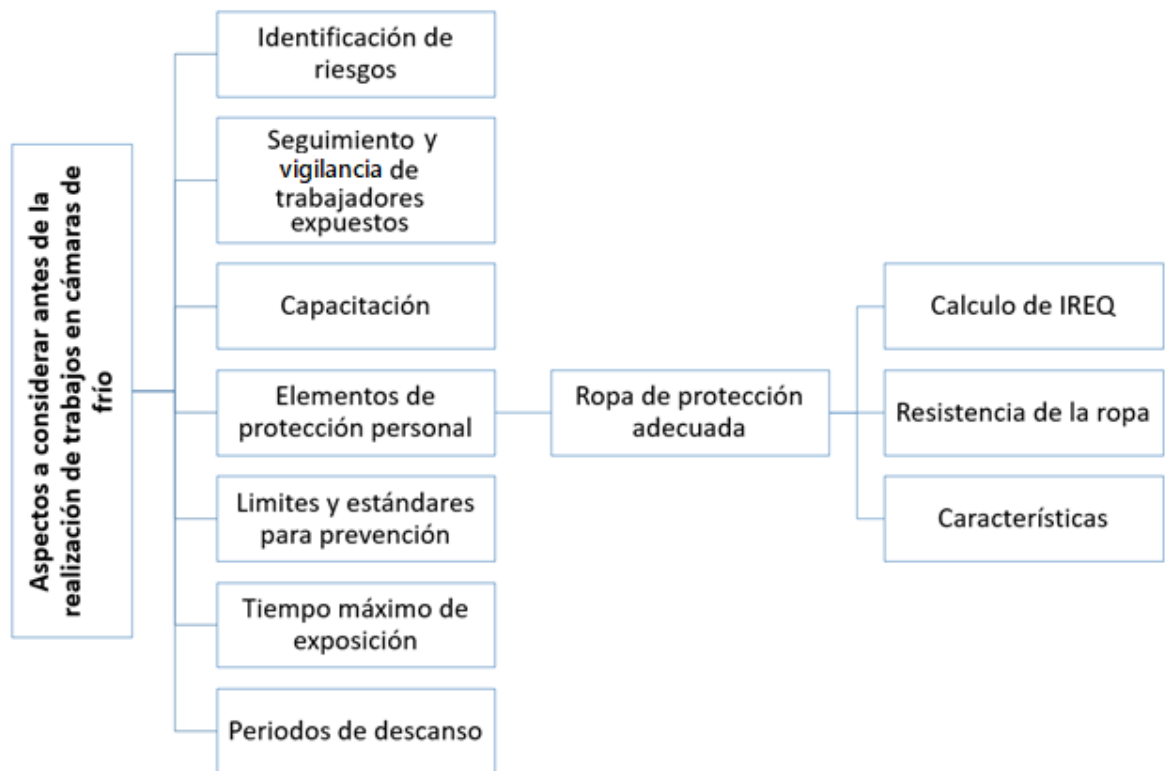 Aspectos a considerar antes de la
realización de trabajos en cámaras de
frío
Identificación de
riesgos
Seguimiento y
vigilancia de
trabajadores
expuestos
Capacitación
Elementos de
protección personal
Limites y estándares
para prevención
Tiempo máximo de
exposición
Periodos de descanso
Ropa de protección
adecuada
Calculo de IREQ
Resistencia de la ropa
Características